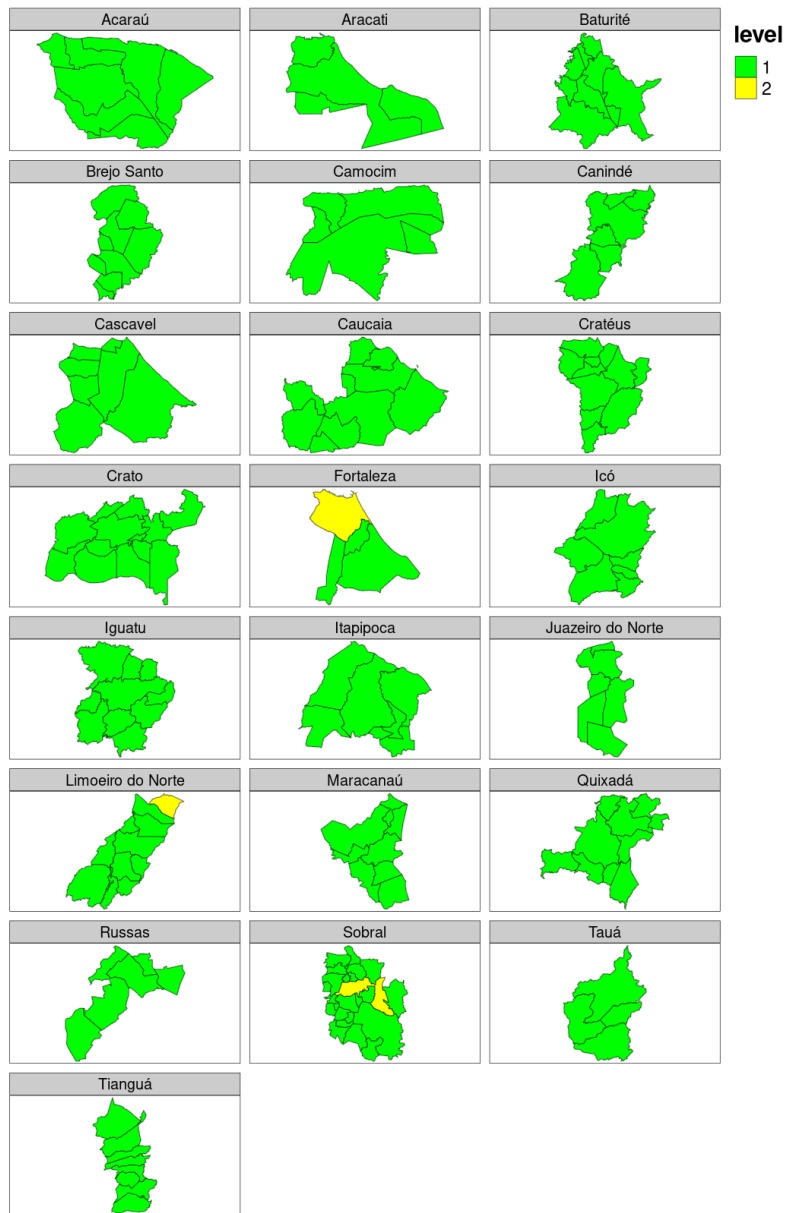 Acaraú
Aracati
Baturité
level
1
2
Brejo Santo
Camocim
Canindé
Cascavel
Caucaia
Cratéus
Crato
Fortaleza
Icó
Iguatu
Itapipoca
Juazeiro do Norte
Limoeiro do Norte
Maracanaú
Quixadá
Russas
Sobral
Tauá
Tianguá